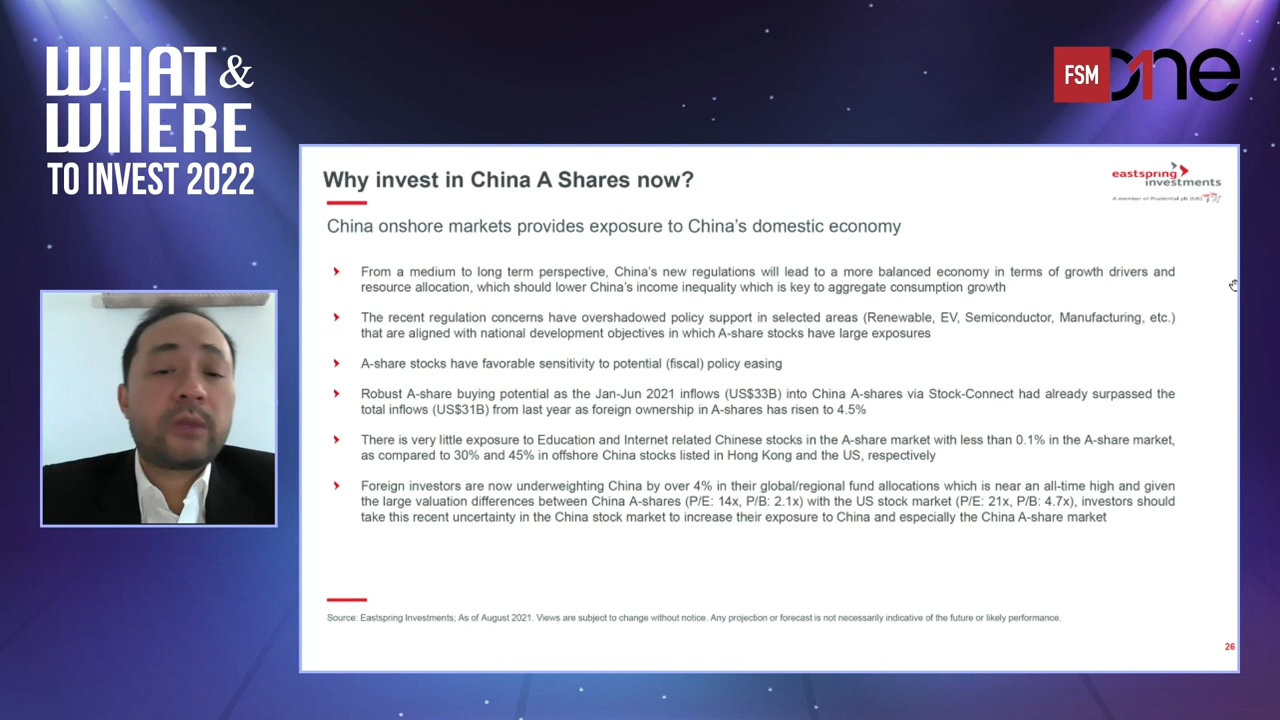 WHAT &
WHERE
TO INVEST 2022
FSM
one
Why invest in China A Shares now?
eastspring
investments
A member of Prudential plc (UK)
China onshore markets provides exposure to China's domestic economy
From a medium to long term perspective, China's new regulations will lead to a more balanced economy in terms of growth drivers and
resource allocation, which should lower China's income inequality which is key to aggregate consumption growth
The recent regulation concerns have overshadowed policy support in selected areas (Renewable, EV, Semiconductor, Manufacturing, etc.)
that are aligned with national development objectives in which A-share stocks have large exposures
A-share stocks have favorable sensitivity to potential (fiscal) policy easing
Robust A-share buying potential as the Jan-Jun 2021 inflows (US$33B) into China A-shares via Stock-Connect had already surpassed the
total inflows (US$31B) from last year as foreign ownership in A-shares has risen to 4.5%
There is very little exposure to Education and Internet related Chinese stocks in the A-share market with less than 0.1% in the A-share market,
as compared to 30% and 45% in offshore China stocks listed in Hong Kong and the US, respectively
Foreign investors are now underweighting China by over 4% in their global/regional fund allocations which is near an all-time high and given
the large valuation differences between China A-shares (P/E: 14x, P/B: 2.1x) with the US stock market (P/E: 21x, P/B: 4.7x), investors should
take this recent uncertainty in the China stock market to increase their exposure to China and especially the China A-share market
Source: Eastspring Investments; As of August 2021. Views are subject to change without notice. Any projection or forecast is not necessarily indicative of the future or likely performance.
26